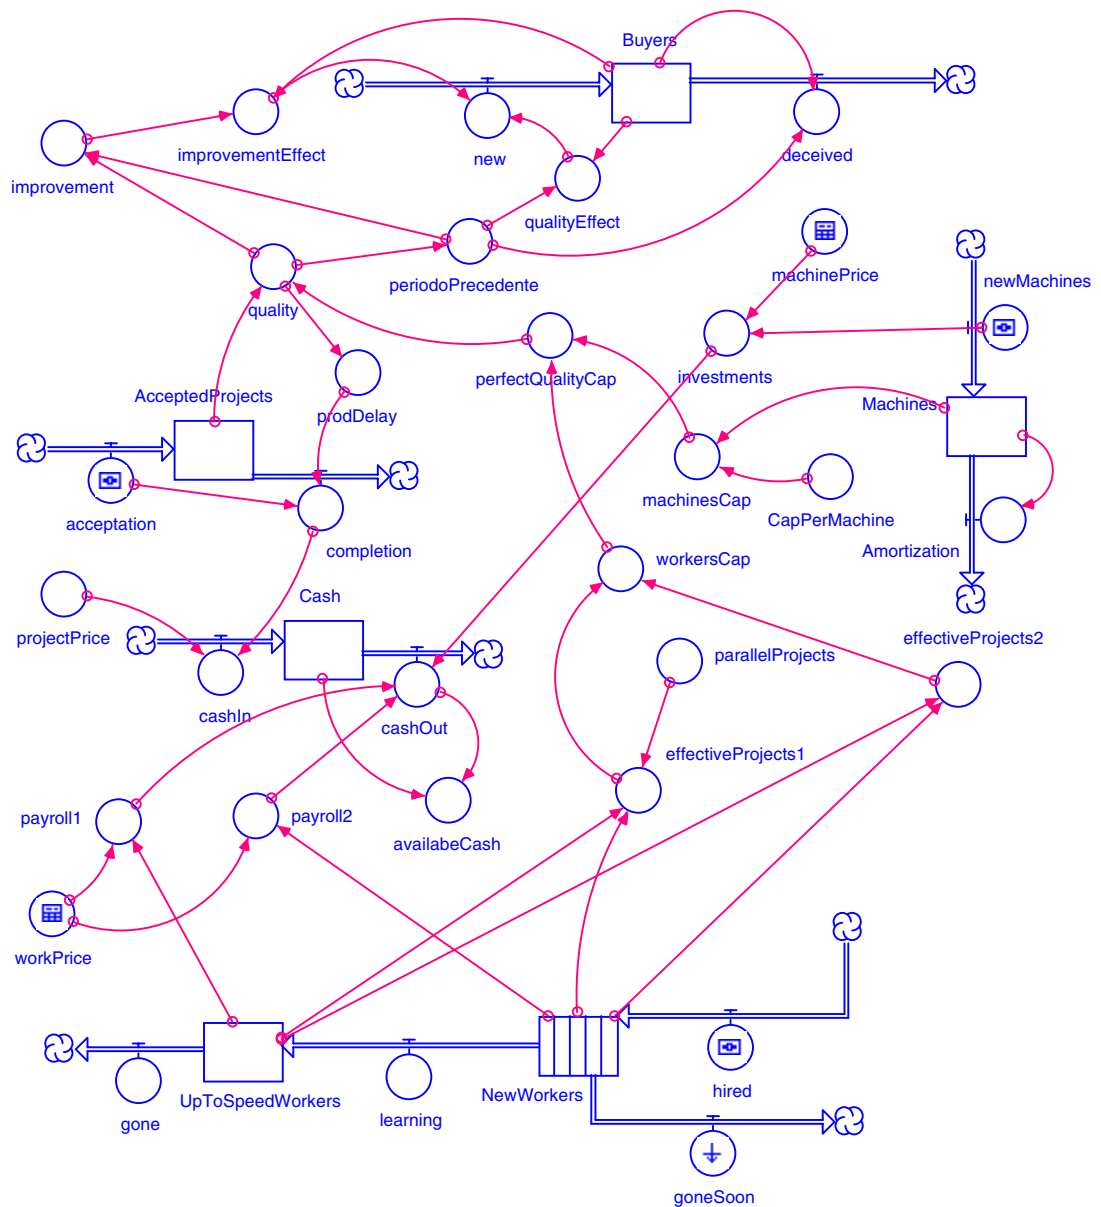 Buyers
improvementEffect
new
deceived
improvement
qualityEffect
machinePrice
periodoPrecedente
newMachines
quality
perfectQualityCap
investments
AcceptedProjects
Machines
prodDelay
machinesCap
CapPerMachine
acceptation
completion
Amortization
workersCap
Cash
projectPrice
effectiveProjects2
parallelProjects
cashIn
cashOut
effectiveProjects1
payroll1
payroll2
availabeCash
workPrice
hired
NewWorkers
UpToSpeedWorkers
learning
gone
goneSoon